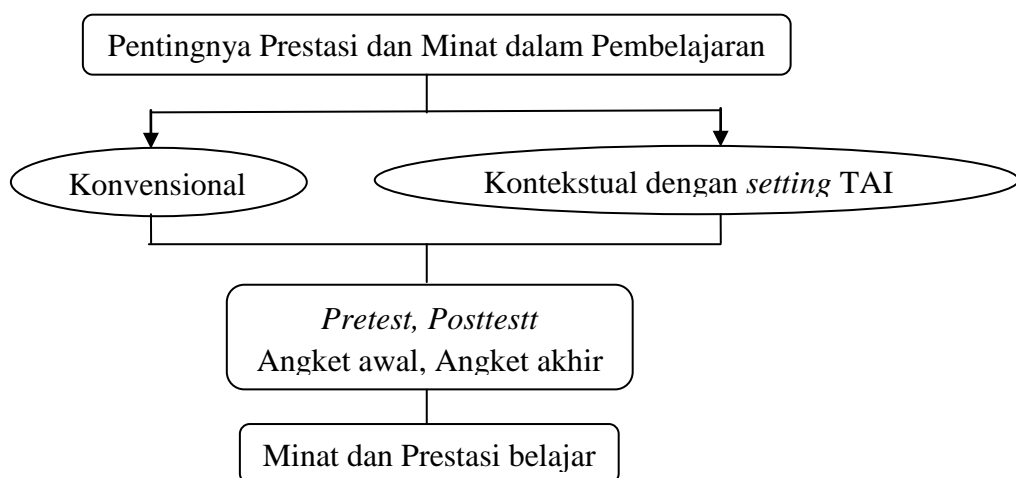 Pentingnya Prestasi dan Minat dalam Pembelajaran
Konvensional
Kontekstual dengan setting TAI
Pretest, Posttestt
Angket awal, Angket akhir
Minat dan Prestasi belajar